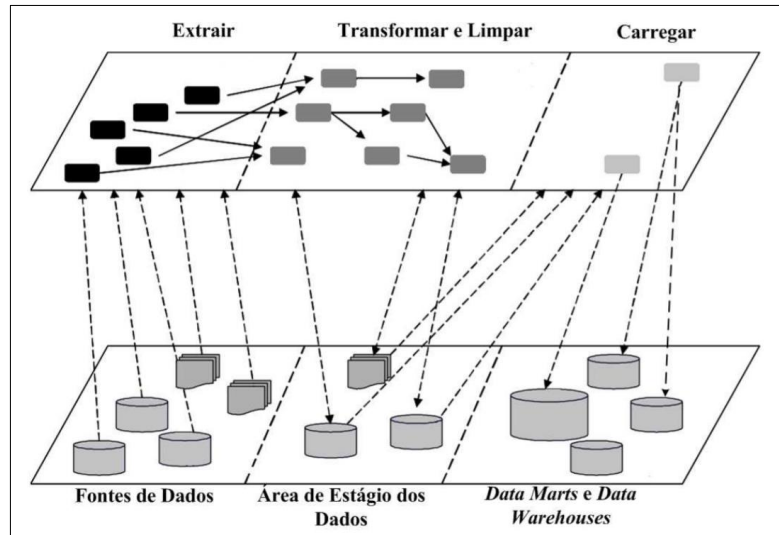 Extrair
Transformar e Limpar
Carregar
Fontes de Dados
Área de Estágio dos
Dados
Data Marts e Data
Warehouses